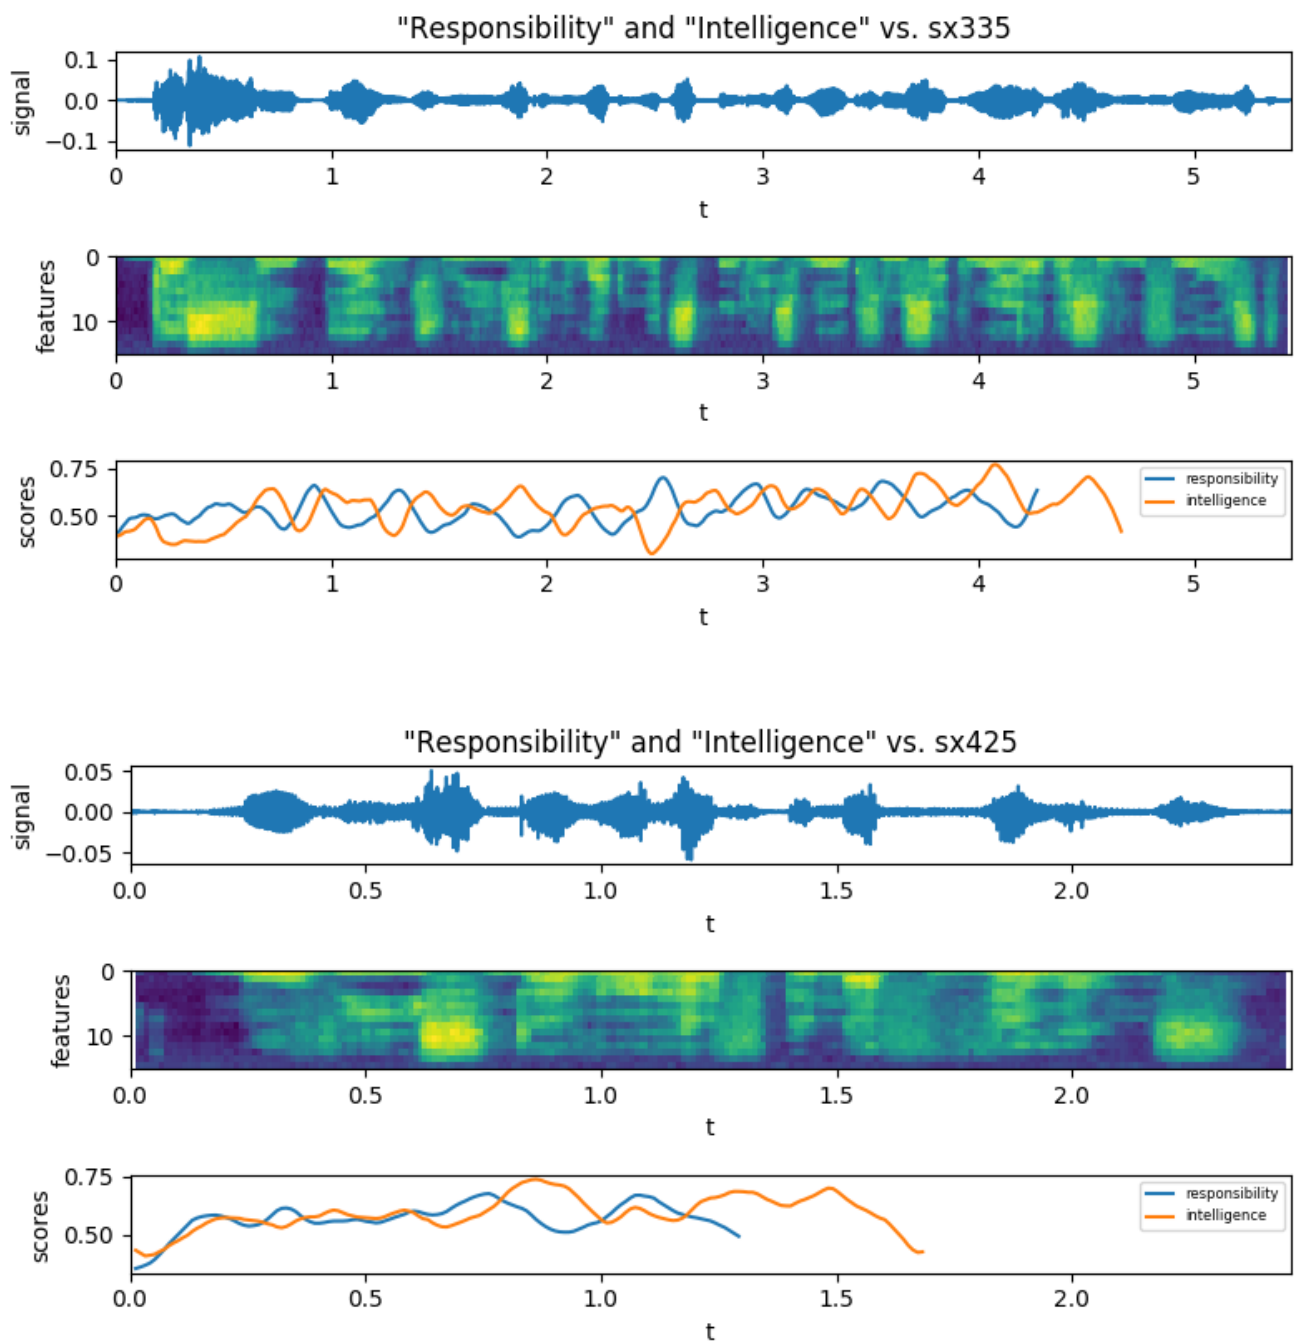 "Responsibility" and "Intelligence" vs. sx335
signal
0.1
0.0
−0.1
0 1 2 3 4 5
t
features
0
10
0 1 2 3 4 5
t
scores
0.75
0.50
responsibility
intelligence
0 1 2 3 4 5
t
"Responsibility" and "Intelligence" vs. sx425
signal
0.05
0.00
−0.05
0.0 0.5 1.0 1.5 2.0
t
features
0
10
0.0 0.5 1.0 1.5 2.0
t
scores
0.75
0.50
responsibility
intelligence
0.0 0.5 1.0 1.5 2.0
t